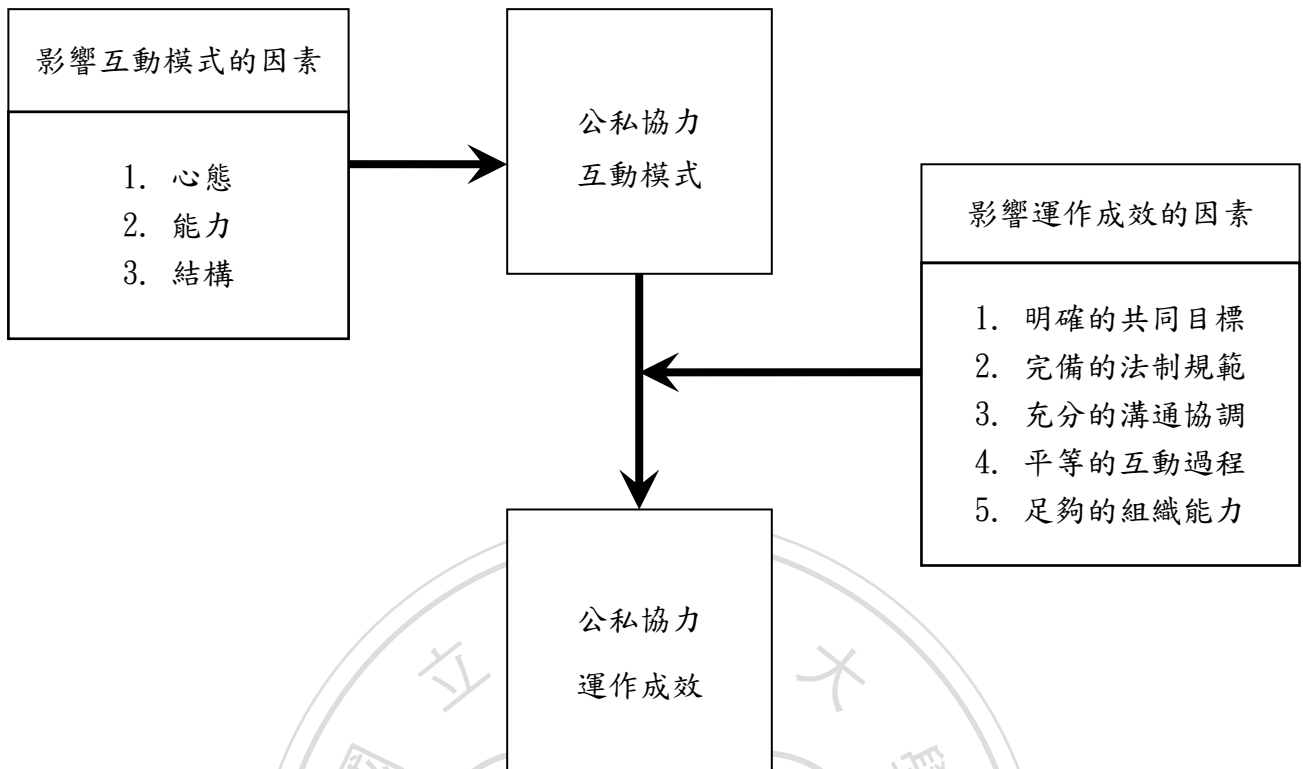 影響互動模式的因素
1. 心態
2. 能力
3. 結構
公私協力
互動模式
影響運作成效的因素
1. 明確的共同目標
2. 完備的法制規範
3. 充分的溝通協調
4. 平等的互動過程
5. 足夠的組織能力
公私協力
運作成效
立
大